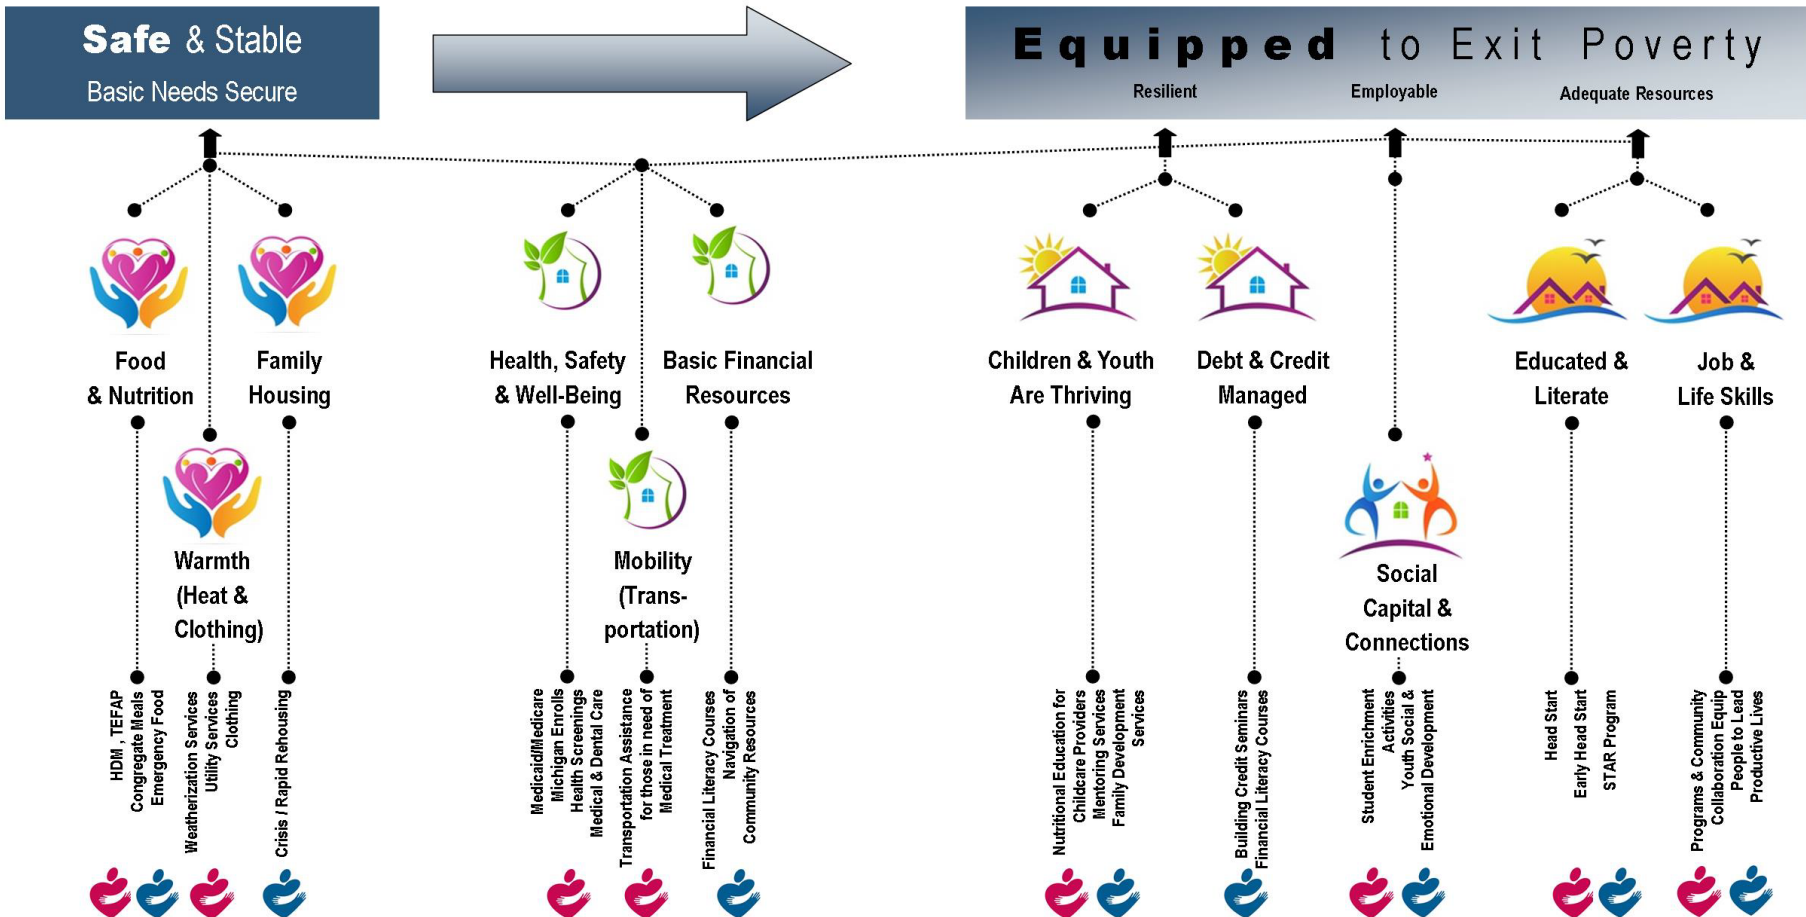 Safe & Stable
Basic Needs Secure
Equipped to Exit Poverty
Resilient
Employable
Adequate Resources
Food
& Nutrition
Family
Housing
Health, Safety
& Well-Being
Basic Financial
Resources
Children & Youth
Are Thriving
Debt & Credit
Managed
Educated &
Literate
Job &
Life Skills
Warmth
(Heat &
Clothing)
Mobility
(Trans-
portation)
Social
Capital &
Connections
HDM , TEFAP
Congregate Meals
Emergency Food
Weatherization Services
Utility Services
Clothing
Crisis / Rapid Rehousing
Medicaid/Medicare
Michigan Enrolls
Health Screenings
Medical & Dental Care
Transportation Assistance
for those in need of
Medical Treatment
Financial Literacy Courses
Navigation of
Community Resources
Nutritional Education for
Childcare Providers
Mentoring Services
Family Development
Services
Building Credit Seminars
Financial Literacy Courses
Student Enrichment
Activities
Youth Social &
Emotional Development
Head Start
Early Head Start
STAR Program
Programs & Community
Collaboration Equip
People to Lead
Productive Lives